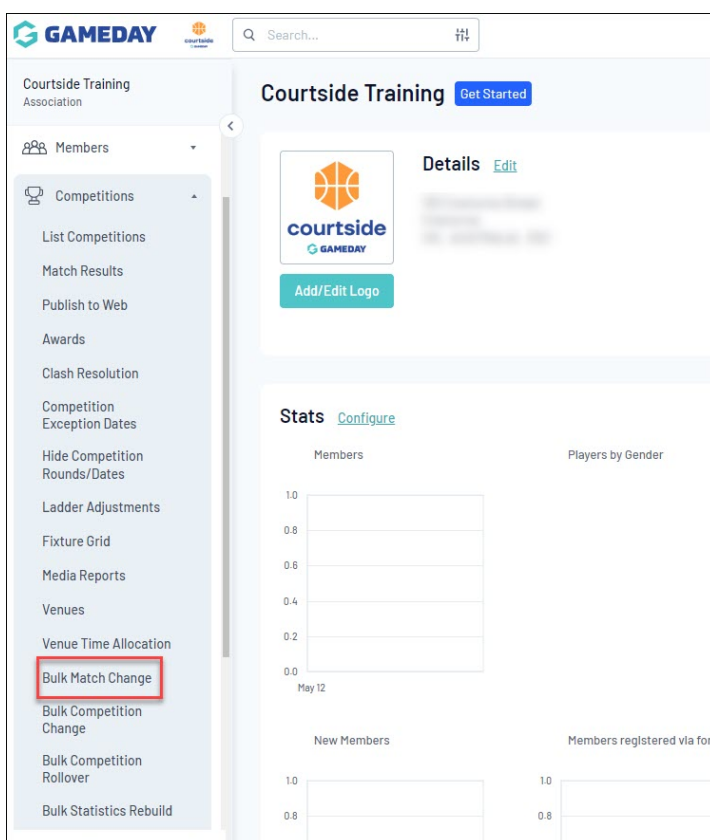 GAMEDAY
courtside
Search...
Courtside Training
Association
Members
Competitions
List Competitions
Match Results
Publish to Web
Awards
Clash Resolution
Competition
Exception Dates
Hide Competition
Rounds/Dates
Ladder Adjustments
Fixture Grid
Media Reports
Venues
Venue Time Allocation
Bulk Match Change
Bulk Competition
Change
Bulk Competition
Rollover
Bulk Statistics Rebuild
Courtside Training Get Started
courtside
GAMEDAY
Add/Edit Logo
Details Edit
Stats Configure
Members
1.0
0.8
0.6
0.4
0.2
0.0
May 12
Players by Gender
New Members
1.0
0.8
Members registered via for
1.0
0.8